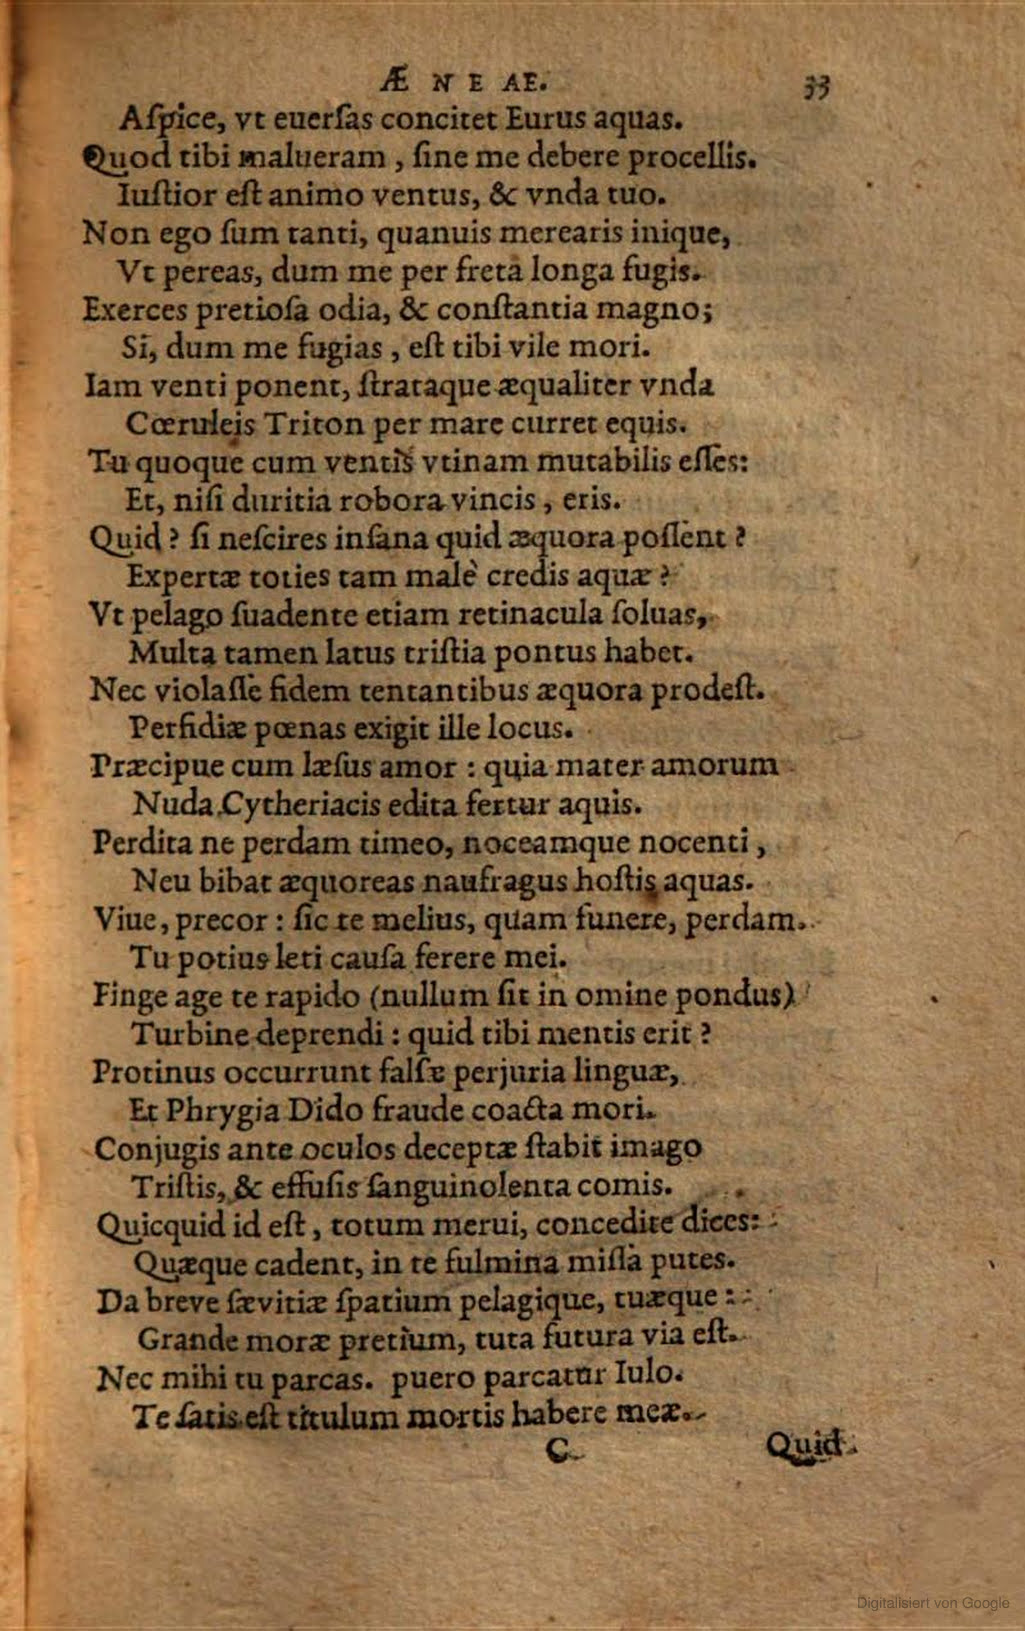 ÆNEAE. 33
Aſpice, vt euerſas concitet Eurus aquas.
Quod tibi malueram, ſine me debere procellis.
Iuſtior eſt animo ventus, & vnda tuo.
Non ego ſum tanti, quanuis merearis inique,
Vt pereas, dum me per freta longa fugis.
Exerces pretioſa odia, & conſtantia magno;
Si, dum me fugias, eſt tibi vile mori.
Iam venti ponent, ſtrataque æqualiter vnda
Cœruleis Triton per mare curret equis.
Tu quoque cum ventis vtinam mutabilis eſſes:
Et, niſi duritia robora vincis, eris.
Quid? ſi neſcires inſana quid æquora poſſent?
Expertæ toties tam malè credis aquæ?
Vt pelago ſuadente etiam retinacula ſoluas,
Multa tamen latus triſtia pontus habet.
Nec violaſſe fidem tentantibus æquora prodeſt.
Perfidiæ pœnas exigit ille locus.
Præcipue cum læſus amor: quia mater amorum
Nuda Cytheriacis edita fertur aquis.
Perdita ne perdam timeo, noceamque nocenti,
Neu bibat æquoreas naufragus hoſtis aquas.
Viue, precor: ſic te melius, quam funere, perdam.
Tu potius leti cauſa ferere mei.
Finge age te rapido (nullum ſit in omine pondus)
Turbine deprendi: quid tibi mentis erit?
Protinus occurrunt falſæ perjuria linguæ,
Et Phrygia Dido fraude coacta mori.
Conjugis ante oculos deceptæ ſtabit imago
Triſtis, & effuſis ſanguinolenta comis.
Quicquid id eſt, totum merui, concedite dices:
Quæque cadent, in te fulmina miſſa putes.
Da breve ſævitiæ ſpatium pelagique, tuæque:
Grande moræ pretium, tuta futura via eſt.
Nec mihi tu parcas. puero parcatur Iulo.
Te ſatis eſt titulum mortis habere meæ.
C Quid
Digitalisiert von Google